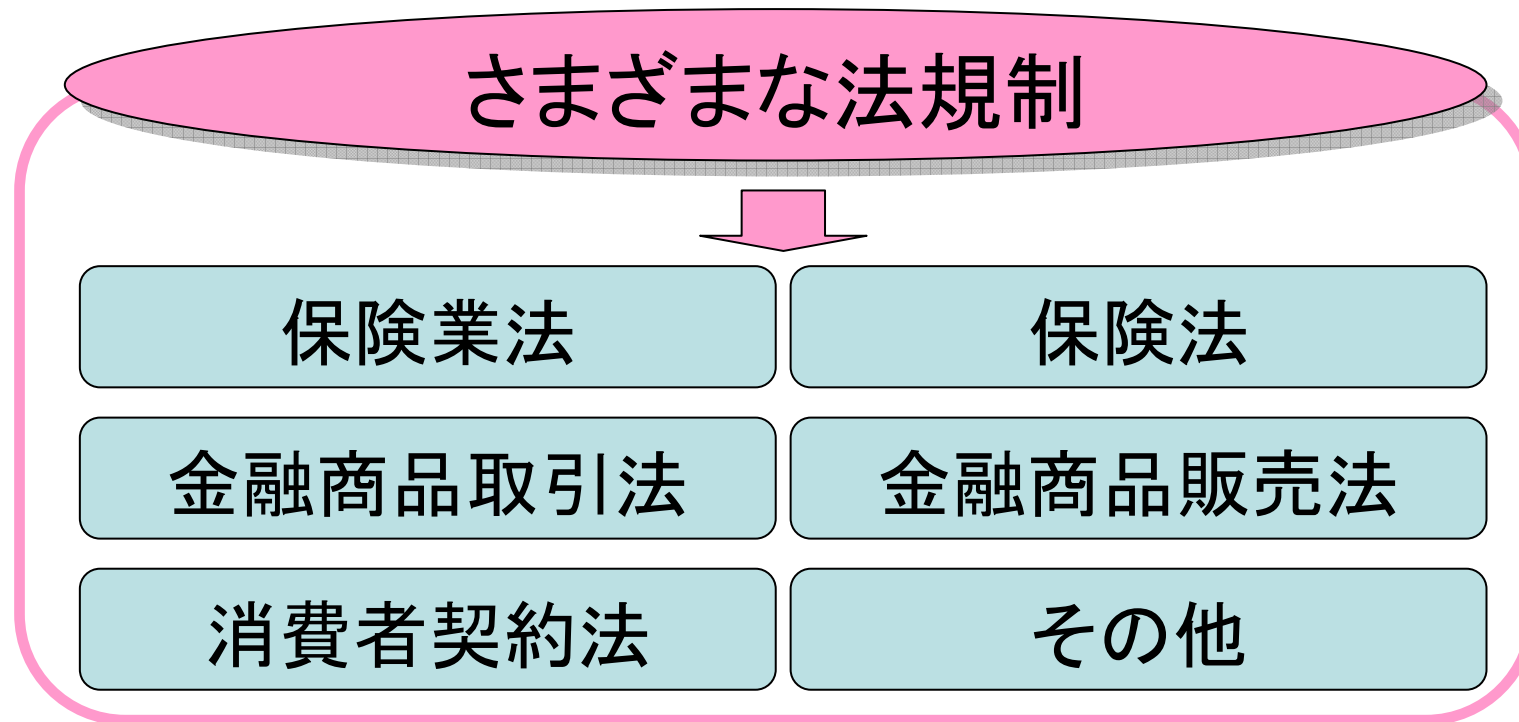 さまざまな法規制
保険業法
保険法
金融商品取引法
金融商品販売法
消費者契約法
その他